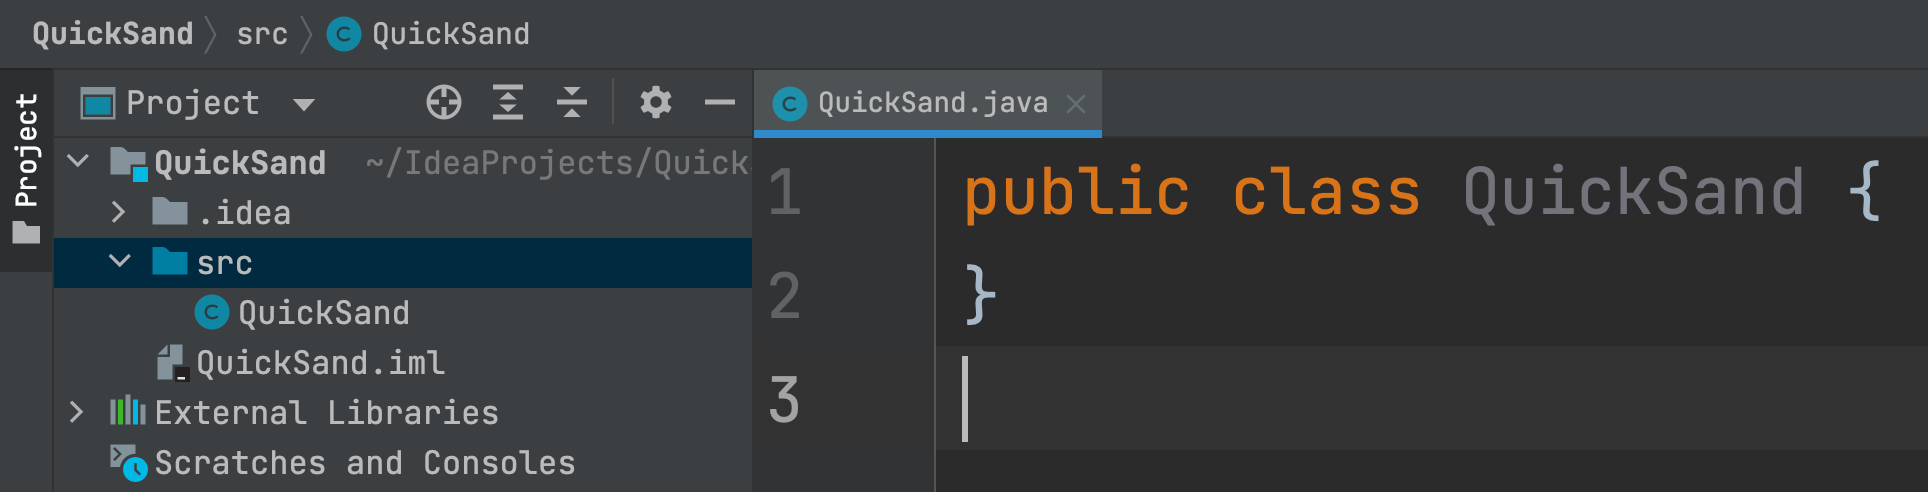 QuickSand src QuickSand
Project
Project
QuickSand ~/IdeaProjects/Quick
.idea
src
QuickSand
QuickSand.iml
External Libraries
Scratches and Consoles
QuickSand.java
1 public class QuickSand {
2 }
3